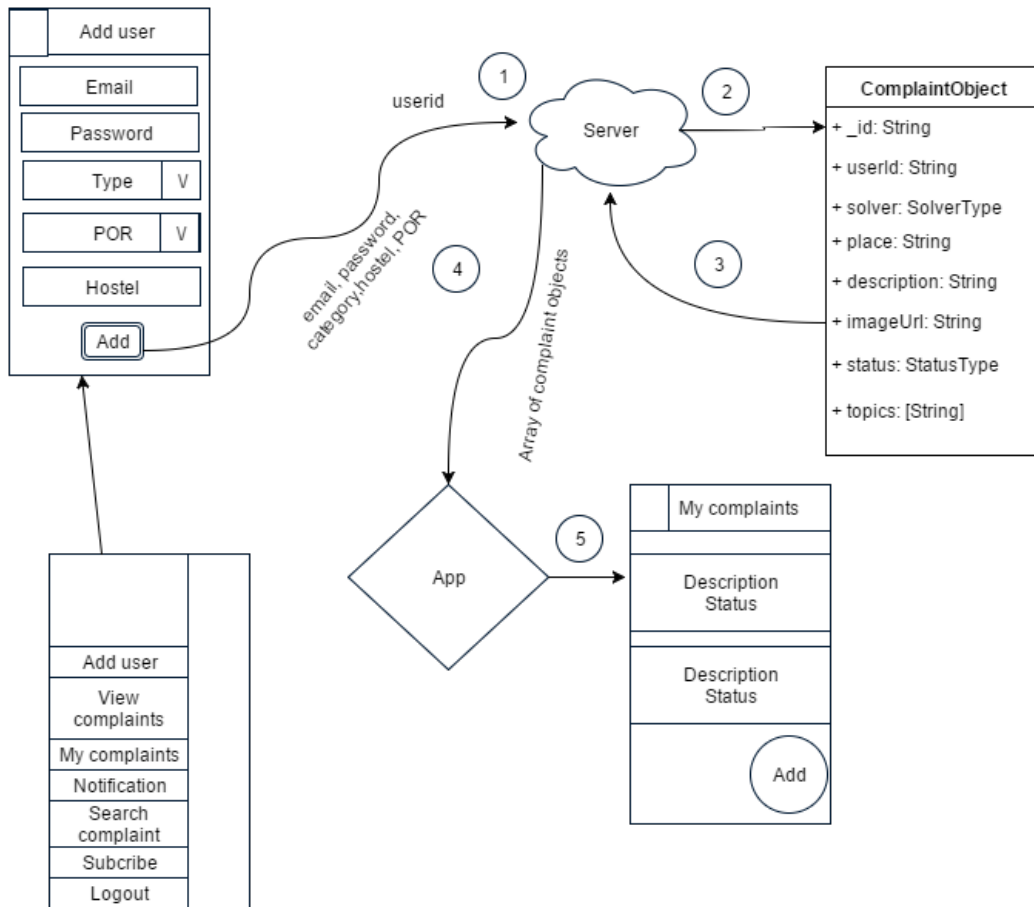 Add user
Email
Password
Type V
POR V
Hostel
Add
userid
email, password,
category,hostel, POR
1
Server
2
ComplaintObject
+ _id: String
+ userId: String
+ solver: SolverType
+ place: String
+ description: String
+ imageUrl: String
+ status: StatusType
+ topics: [String]
3
4
Array of complaint objects
App
5
My complaints
Description
Status
Description
Status
Add
Add user
View
complaints
My complaints
Notification
Search
complaint
Subcribe
Logout